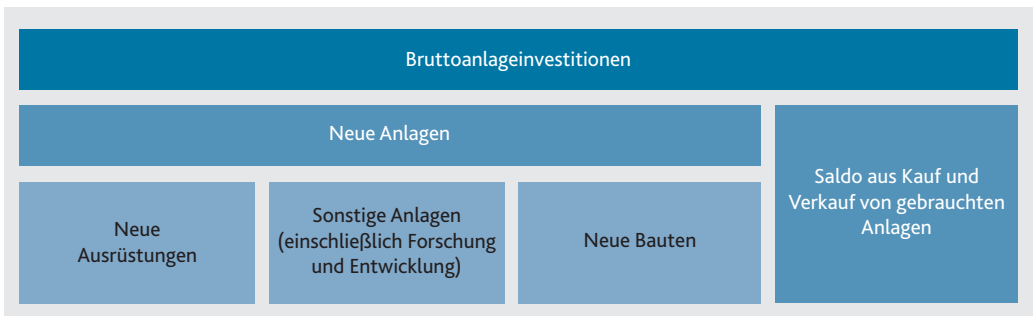 Bruttoanlageinvestitionen
Neue Anlagen
Saldo aus Kauf und
Verkauf von gebrauchten
Anlagen
Neue
Ausrüstungen
Sonstige Anlagen
(einschließlich Forschung
und Entwicklung)
Neue Bauten